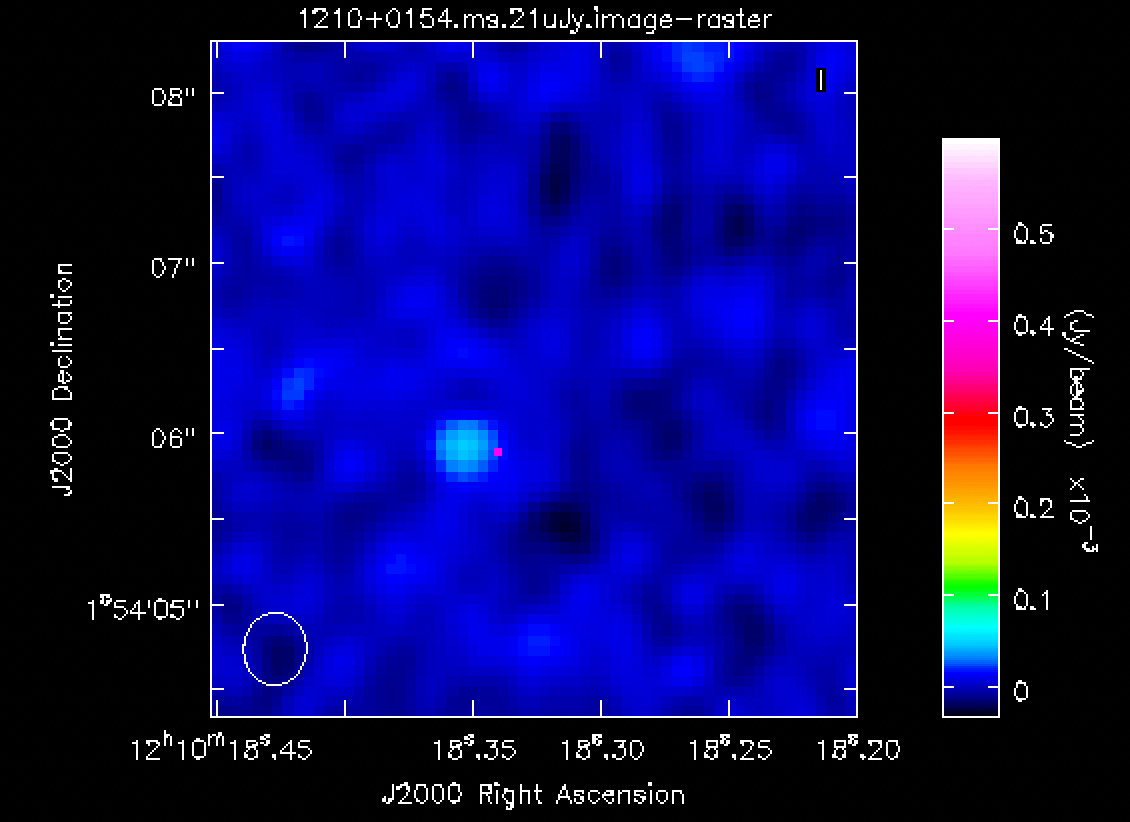 1210+0154.ms.21uJy.image-raster
I
08"
07"
06"
1°54'05"
J2000 Declination
12ʰ10ᵐ18ˢ.45
18ˢ.35
18ˢ.30
18ˢ.25
18ˢ.20
J2000 Right Ascension
0.5
0.4
0.3
0.2
0.1
0
(Jy/beam) x10⁻³